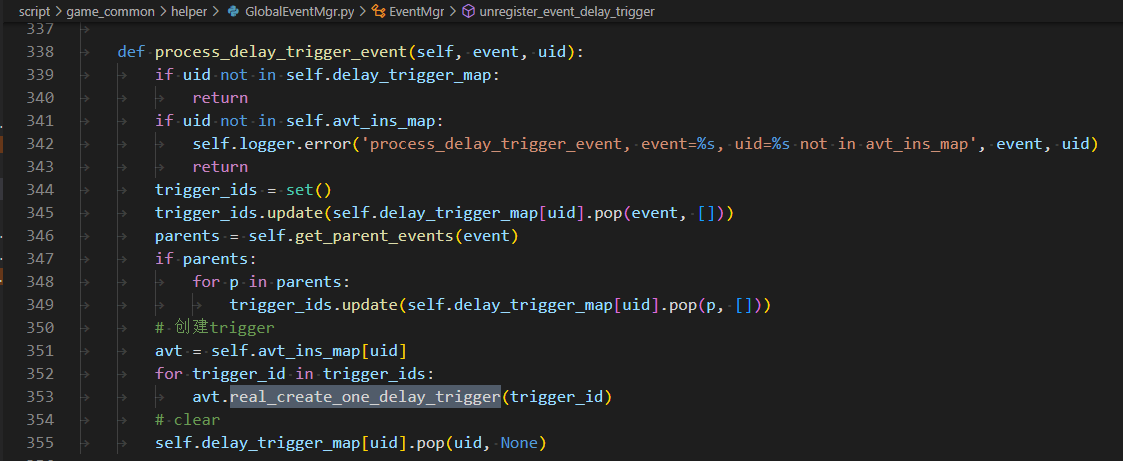 script > game_common > helper > GlobalEventMgr.py > EventMgr > unregister_event_delay_trigger
337
338 def process_delay_trigger_event(self, event, uid):
339 if uid not in self.delay_trigger_map:
340 return
341 if uid not in self.avt_ins_map:
342 self.logger.error('process_delay_trigger_event, event=%s, uid=%s not in avt_ins_map', event, uid)
343 return
344 trigger_ids = set()
345 trigger_ids.update(self.delay_trigger_map[uid].pop(event, []))
346 parents = self.get_parent_events(event)
347 if parents:
348 for p in parents:
349 trigger_ids.update(self.delay_trigger_map[uid].pop(p, []))
350 # 创建trigger
351 avt = self.avt_ins_map[uid]
352 for trigger_id in trigger_ids:
353 avt.real_create_one_delay_trigger(trigger_id)
354 # clear
355 self.delay_trigger_map[uid].pop(uid, None)